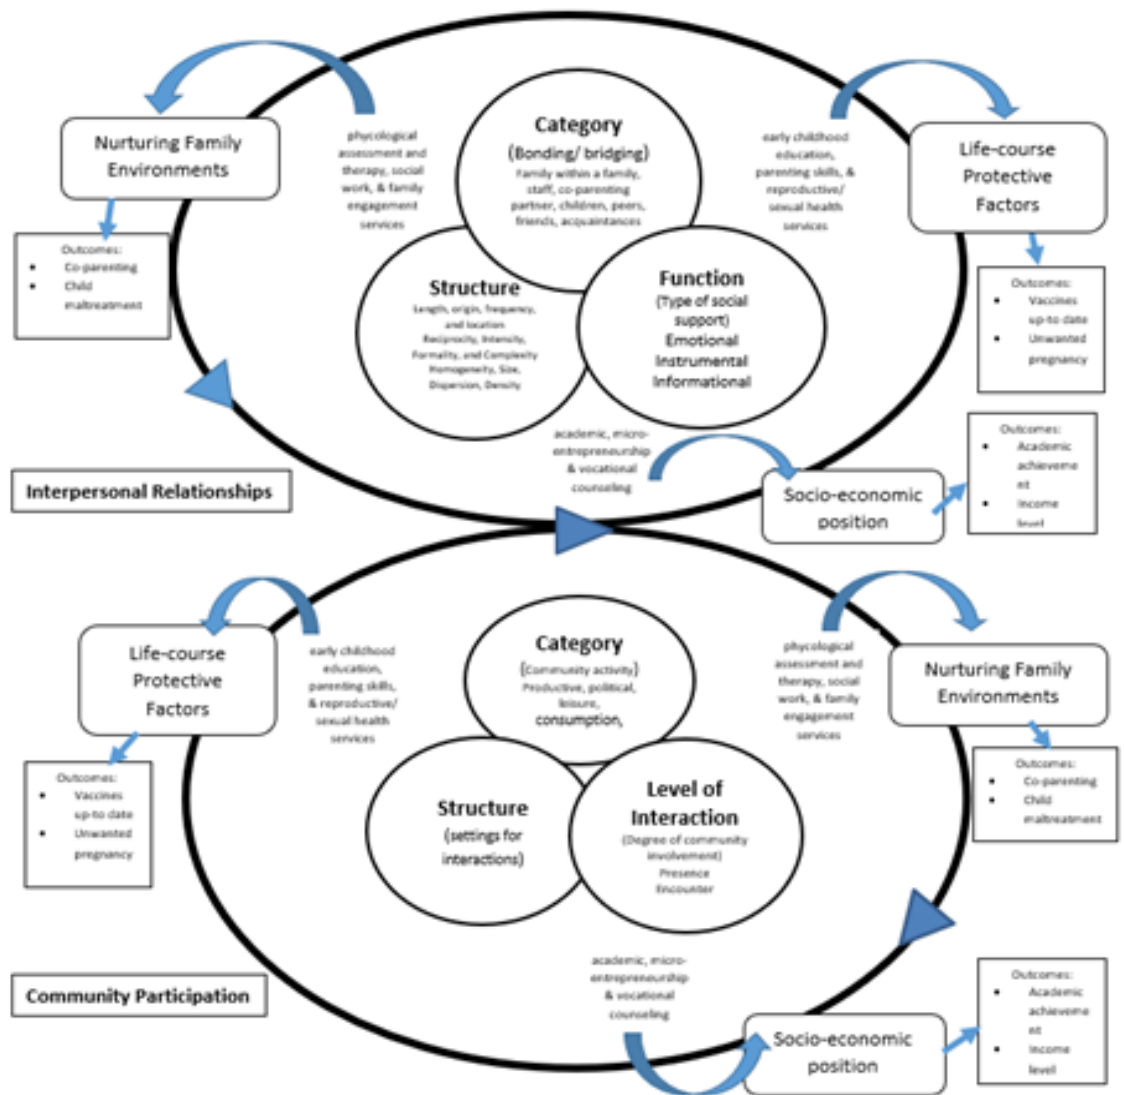 Nurturing Family
Environments
Outcomes:
• Co-parenting
• Child
maltreatment
phycological
assessment and
therapy, social
work, & family
engagement
services
Category
(Bonding/ bridging)
Family within a family,
staff, co-parenting
partner, children, peers,
friends, acquaintances
early childhood
education,
parenting skills, &
reproductive/
sexual health
services
Life-course
Protective
Factors
Outcomes:
• Vaccines
up-to date
• Unwanted
pregnancy
Structure
Length, origin, frequency,
and location
Reciprocity, Intensity,
Formality, and Complexity
Homogeneity, Size,
Dispersion, Density
Function
(Type of social
support)
Emotional
Instrumental
Informational
academic, micro-
entrepreneurship
& vocational
counseling
Socio-economic
position
Outcomes:
• Academic
achieveme
nt
• Income
level
Interpersonal Relationships
Life-course
Protective
Factors
Outcomes:
• Vaccines
up-to date
• Unwanted
pregnancy
early childhood
education,
parenting skills,
& reproductive/
sexual health
services
Category
(Community activity)
Productive, political,
leisure,
consumption,
phycological
assessment and
therapy, social
work, & family
engagement
services
Nurturing Family
Environments
Outcomes:
• Co-parenting
• Child
maltreatment
Structure
(settings for
interactions)
Level of
Interaction
(Degree of community
involvement)
Presence
Encounter
academic, micro-
entrepreneurship
& vocational
counseling
Socio-economic
position
Outcomes:
• Academic
achieveme
nt
• Income
level
Community Participation